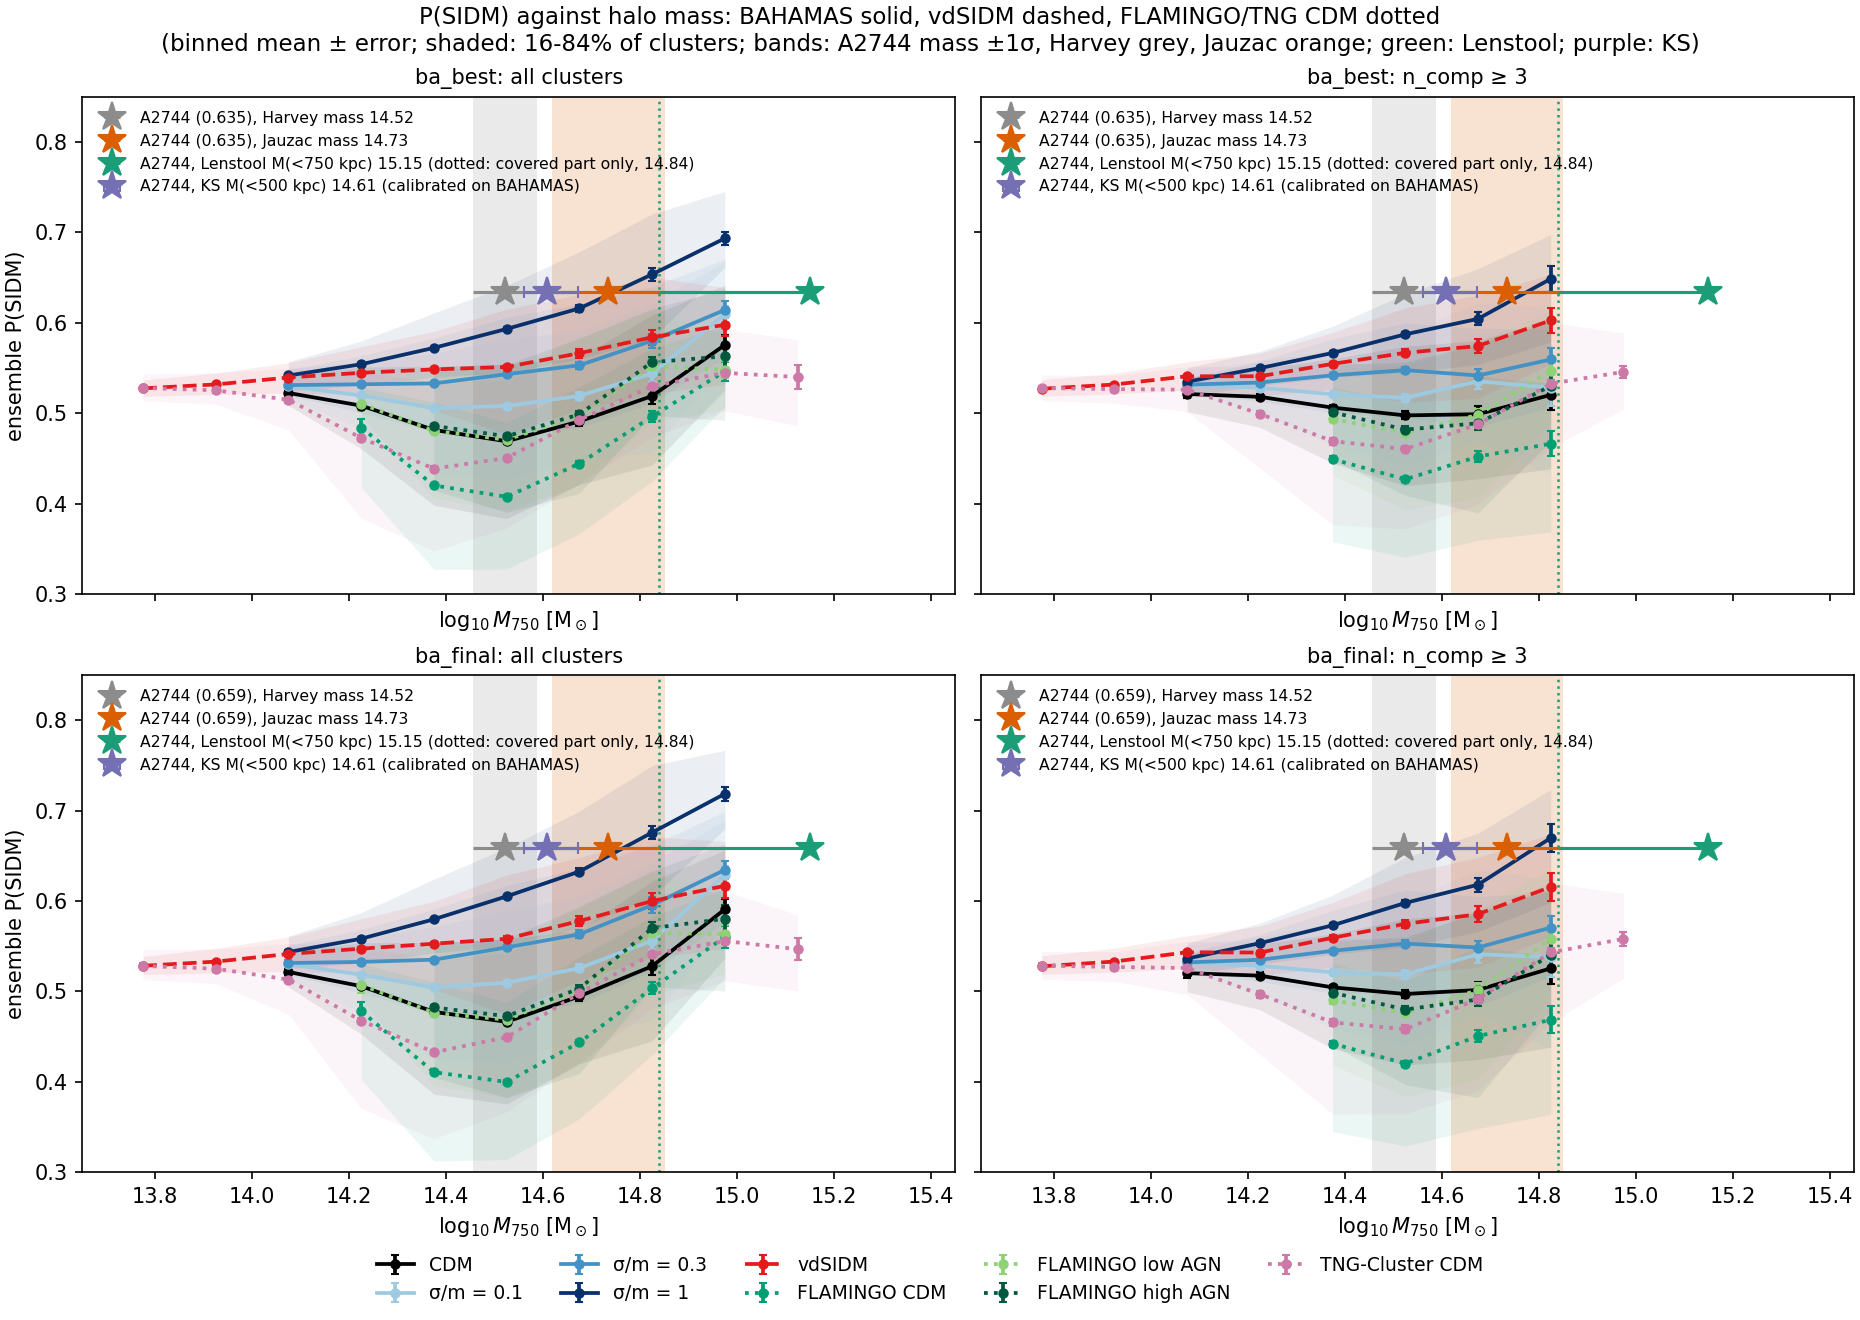 P(SIDM) against halo mass: BAHAMAS solid, vdSIDM dashed, FLAMINGO/TNG CDM dotted
(binned mean ± error; shaded: 16-84% of clusters; bands: A2744 mass ±1σ, Harvey grey, Jauzac orange; green: Lenstool; purple: KS)
ba_best: all clusters
A2744 (0.635), Harvey mass 14.52
A2744 (0.635), Jauzac mass 14.73
A2744, Lenstool M(<750 kpc) 15.15 (dotted: covered part only, 14.84)
A2744, KS M(<500 kpc) 14.61 (calibrated on BAHAMAS)
0.8
0.7
0.6
0.5
0.4
0.3
ensemble P(SIDM)
log₁₀ M₇₅₀ [M⊙]
ba_best: n_comp ≥ 3
A2744 (0.635), Harvey mass 14.52
A2744 (0.635), Jauzac mass 14.73
A2744, Lenstool M(<750 kpc) 15.15 (dotted: covered part only, 14.84)
A2744, KS M(<500 kpc) 14.61 (calibrated on BAHAMAS)
log₁₀ M₇₅₀ [M⊙]
ba_final: all clusters
A2744 (0.659), Harvey mass 14.52
A2744 (0.659), Jauzac mass 14.73
A2744, Lenstool M(<750 kpc) 15.15 (dotted: covered part only, 14.84)
A2744, KS M(<500 kpc) 14.61 (calibrated on BAHAMAS)
0.8
0.7
0.6
0.5
0.4
0.3
ensemble P(SIDM)
13.8 14.0 14.2 14.4 14.6 14.8 15.0 15.2 15.4
log₁₀ M₇₅₀ [M⊙]
ba_final: n_comp ≥ 3
A2744 (0.659), Harvey mass 14.52
A2744 (0.659), Jauzac mass 14.73
A2744, Lenstool M(<750 kpc) 15.15 (dotted: covered part only, 14.84)
A2744, KS M(<500 kpc) 14.61 (calibrated on BAHAMAS)
13.8 14.0 14.2 14.4 14.6 14.8 15.0 15.2 15.4
log₁₀ M₇₅₀ [M⊙]
CDM σ/m = 0.3 vdSIDM FLAMINGO low AGN TNG-Cluster CDM
σ/m = 0.1 σ/m = 1 FLAMINGO CDM FLAMINGO high AGN